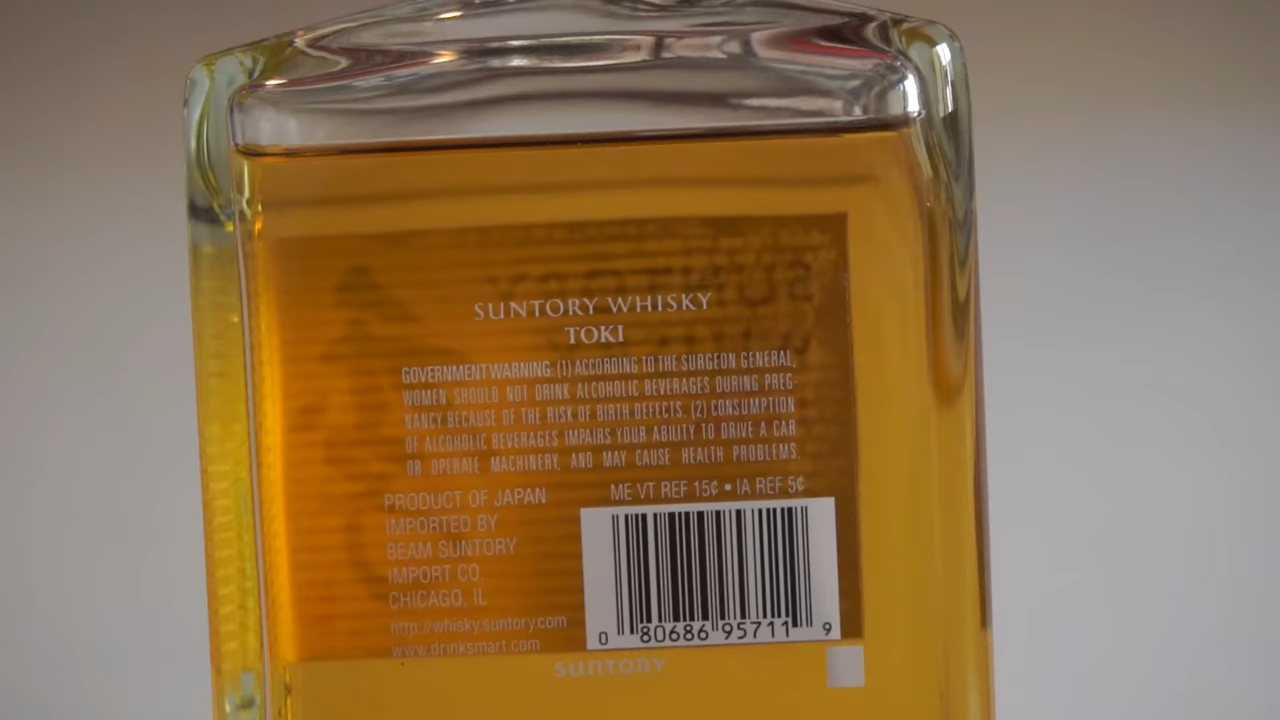 SUNTORY WHISKY
TOKI
GOVERNMENT WARNING: (1) ACCORDING TO THE SURGEON GENERAL,
WOMEN SHOULD NOT DRINK ALCOHOLIC BEVERAGES DURING PREG-
NANCY BECAUSE OF THE RISK OF BIRTH DEFECTS. (2) CONSUMPTION
OF ALCOHOLIC BEVERAGES IMPAIRS YOUR ABILITY TO DRIVE A CAR
OR OPERATE MACHINERY, AND MAY CAUSE HEALTH PROBLEMS.
PRODUCT OF JAPAN
IMPORTED BY
BEAM SUNTORY
IMPORT CO.
CHICAGO, IL
http://whisky.suntory.com
www.drinksmart.com
ME VT REF 15¢ • IA REF 5¢
0 80686 95711 9
SUNTORY